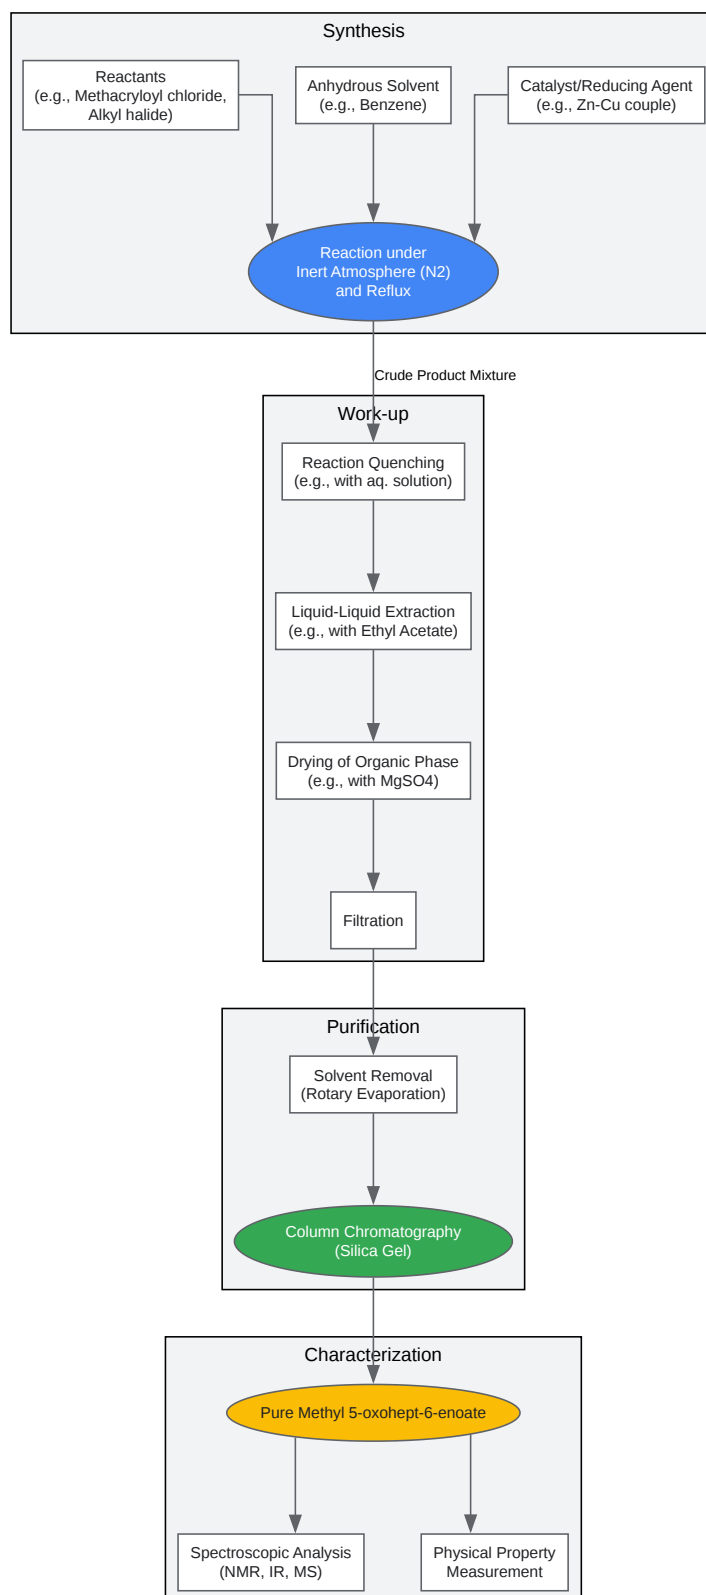 Synthesis
Reactants
(e.g., Methacryloyl chloride,
Alkyl halide)
Anhydrous Solvent
(e.g., Benzene)
Catalyst/Reducing Agent
(e.g., Zn-Cu couple)
Reaction under
Inert Atmosphere (N2)
and Reflux
Crude Product Mixture
Work-up
Reaction Quenching
(e.g., with aq. solution)
Liquid-Liquid Extraction
(e.g., with Ethyl Acetate)
Drying of Organic Phase
(e.g., with MgSO4)
Filtration
Purification
Solvent Removal
(Rotary Evaporation)
Column Chromatography
(Silica Gel)
Characterization
Pure Methyl 5-oxohept-6-enoate
Spectroscopic Analysis
(NMR, IR, MS)
Physical Property
Measurement